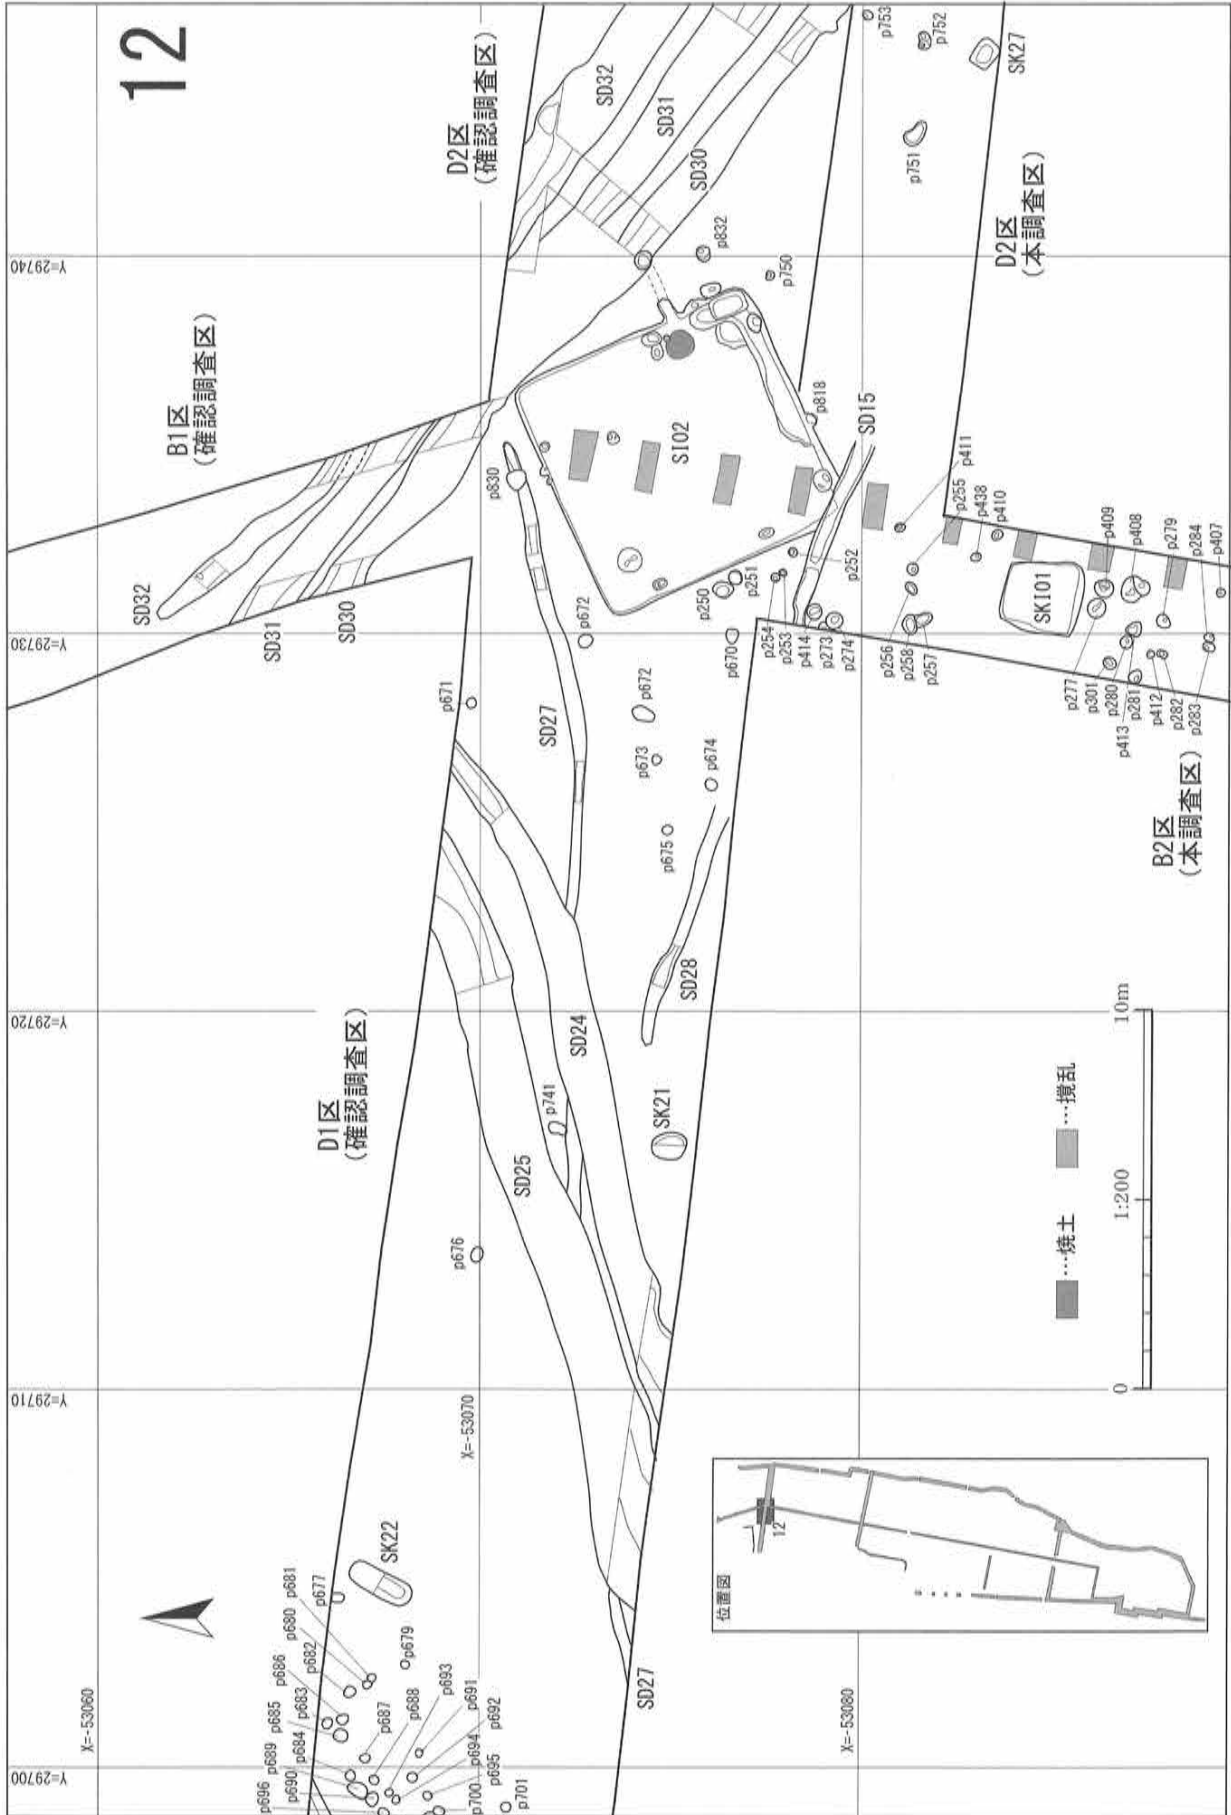 12
D2区
(確認調査区)
SD32
SD31
SD30
p753
p752
SK27
p751
D2区
(本調査区)
Y=29740
p832
p750
B1区
(確認調査区)
SI02
p818
SD15
p411
p255
p438
p410
p409
p408
p279
p284
p407
p830
SD32
SD31
SD30
p672
p250
p251
p252
SKI01
Y=29730
p671
p670
p254
p253
p414
p273
p274
p256
p258
p257
p277
p301
p280
p413
p281
p412
p282
p283
SD27
p672
p673
p674
p675
B2区
(本調査区)
Y=29720
D1区
(確認調査区)
SD24
SD28
p741
SK21
SD25
p676
…焼土
…撹乱
0
1:200
10m
Y=29710
X=-53070
位置図
12
SK22
p677
p681
p680
p682
p686
p683
p685
p684
p689
p690
p696
p679
p687
p688
p693
p691
p692
p694
p695
p700
p701
SD27
X=-53060
X=-53080
Y=29700